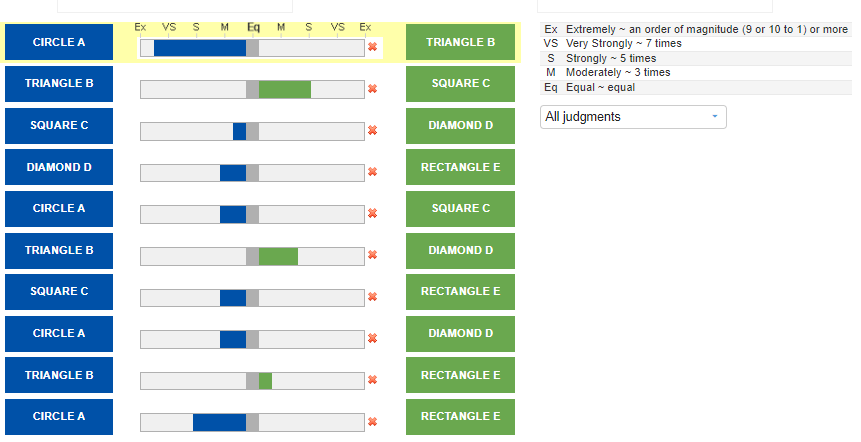 Ex VS S M Eq M S VS Ex
CIRCLE A TRIANGLE B
TRIANGLE B SQUARE C
SQUARE C DIAMOND D
DIAMOND D RECTANGLE E
CIRCLE A SQUARE C
TRIANGLE B DIAMOND D
SQUARE C RECTANGLE E
CIRCLE A DIAMOND D
TRIANGLE B RECTANGLE E
CIRCLE A RECTANGLE E
Ex Extremely ~ an order of magnitude (9 or 10 to 1) or more
VS Very Strongly ~ 7 times
S Strongly ~ 5 times
M Moderately ~ 3 times
Eq Equal ~ equal
All judgments